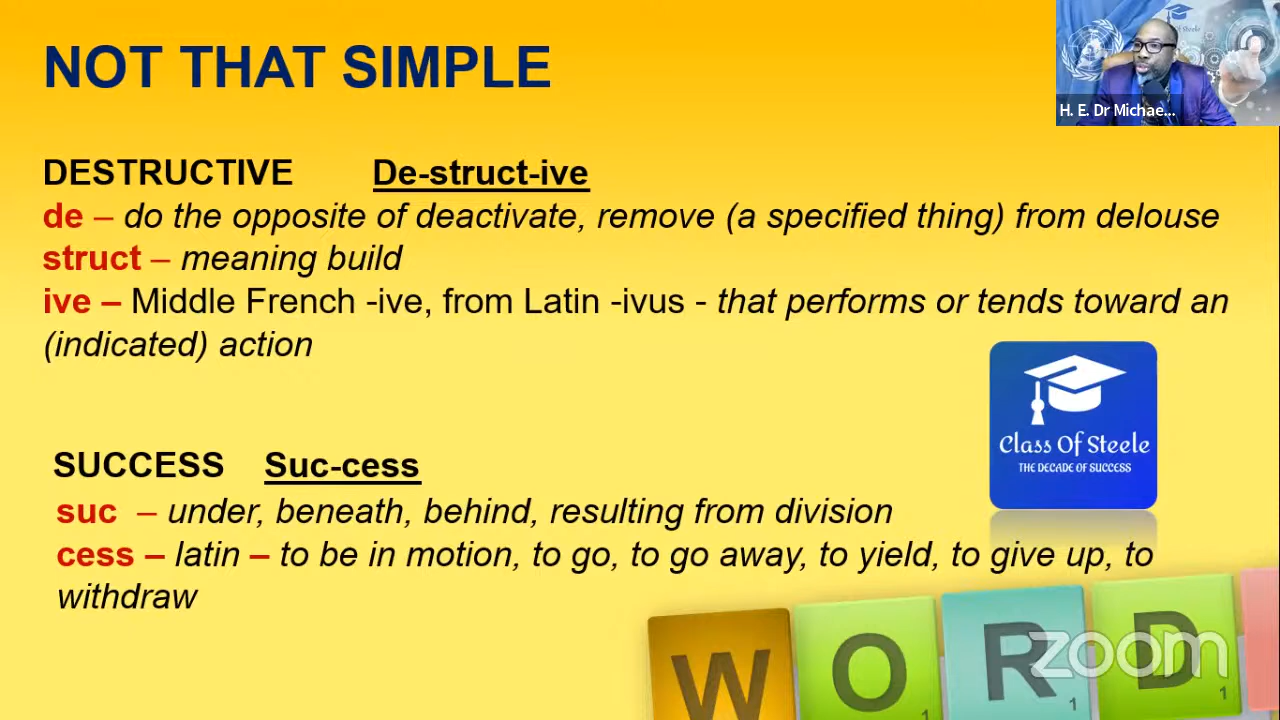 NOT THAT SIMPLE
H. E. Dr Michae...
DESTRUCTIVE De-struct-ive
de – do the opposite of deactivate, remove (a specified thing) from delouse
struct – meaning build
ive – Middle French -ive, from Latin -ivus - that performs or tends toward an
(indicated) action
Class Of Steele
THE DECADE OF SUCCESS
SUCCESS Suc-cess
suc – under, beneath, behind, resulting from division
cess – latin – to be in motion, to go, to go away, to yield, to give up, to
withdraw
W O R D
1 1 1
zoom